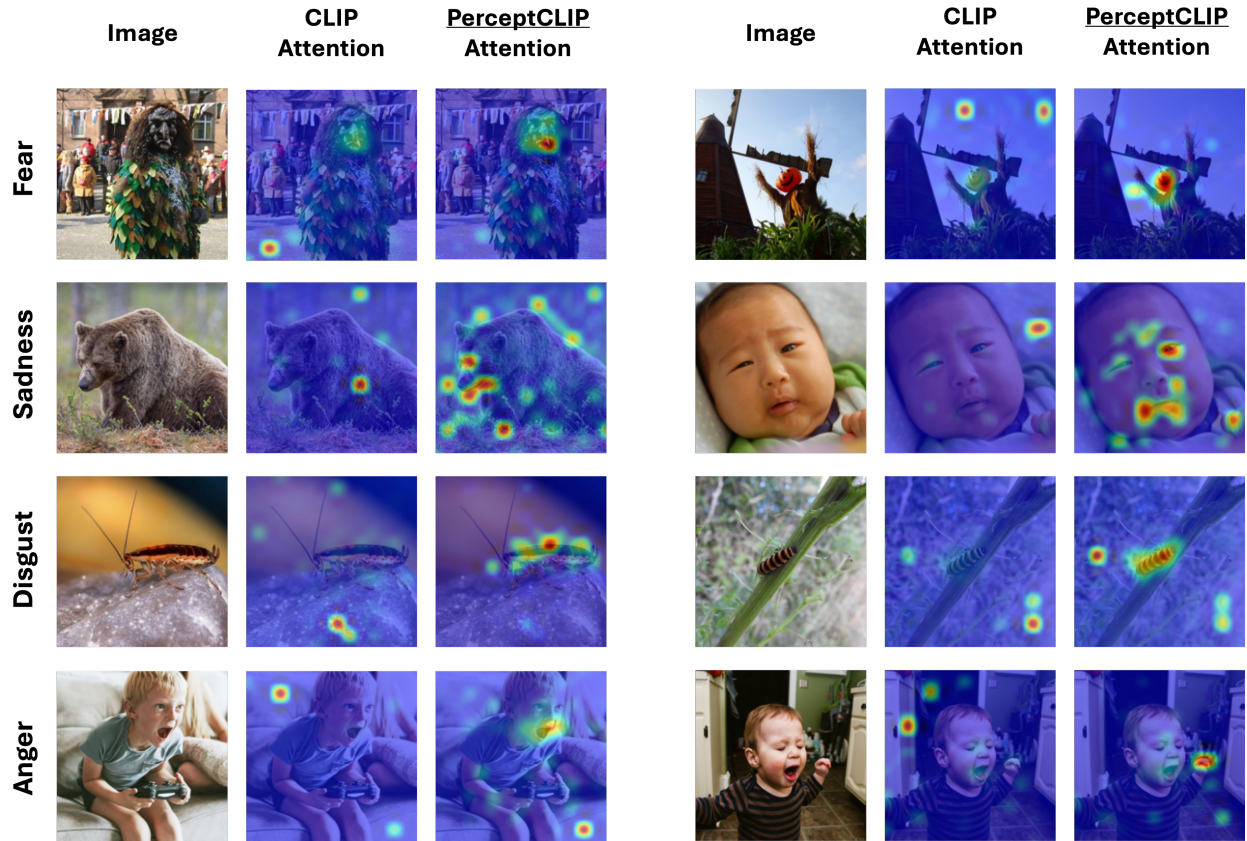 Image
CLIP
Attention
PerceptCLIP
Attention
Image
CLIP
Attention
PerceptCLIP
Attention
Fear
Sadness
Disgust
Anger